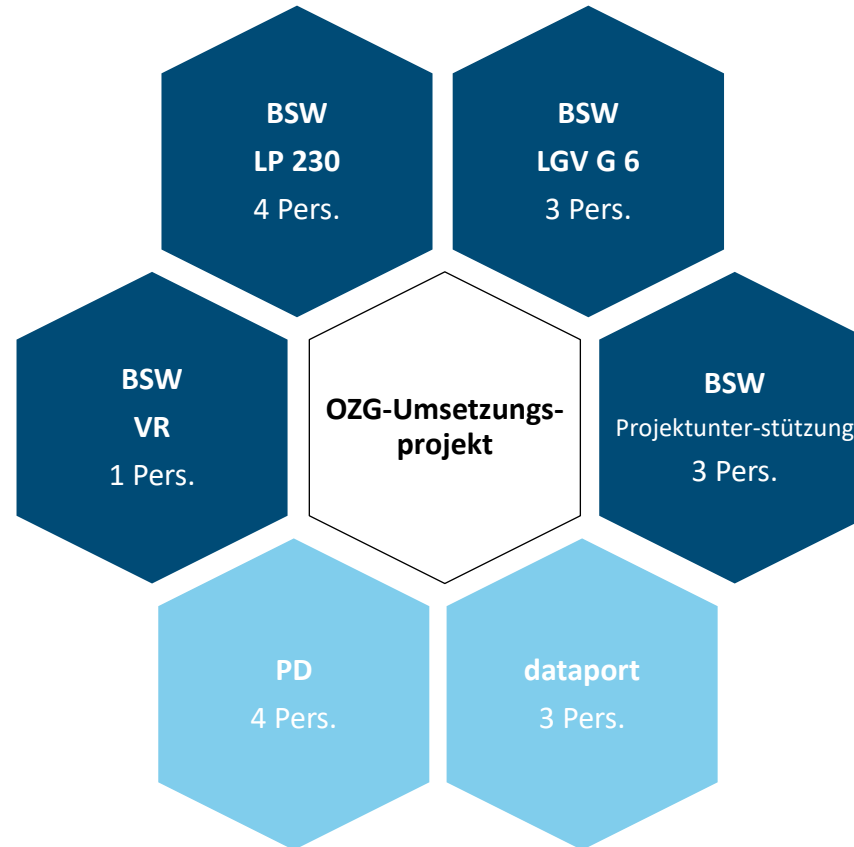 BSW
LP 230
4 Pers.
BSW
LGV G 6
3 Pers.
BSW
VR
1 Pers.
OZG-Umsetzungs-
projekt
BSW
Projektunter-stützung
3 Pers.
PD
4 Pers.
dataport
3 Pers.